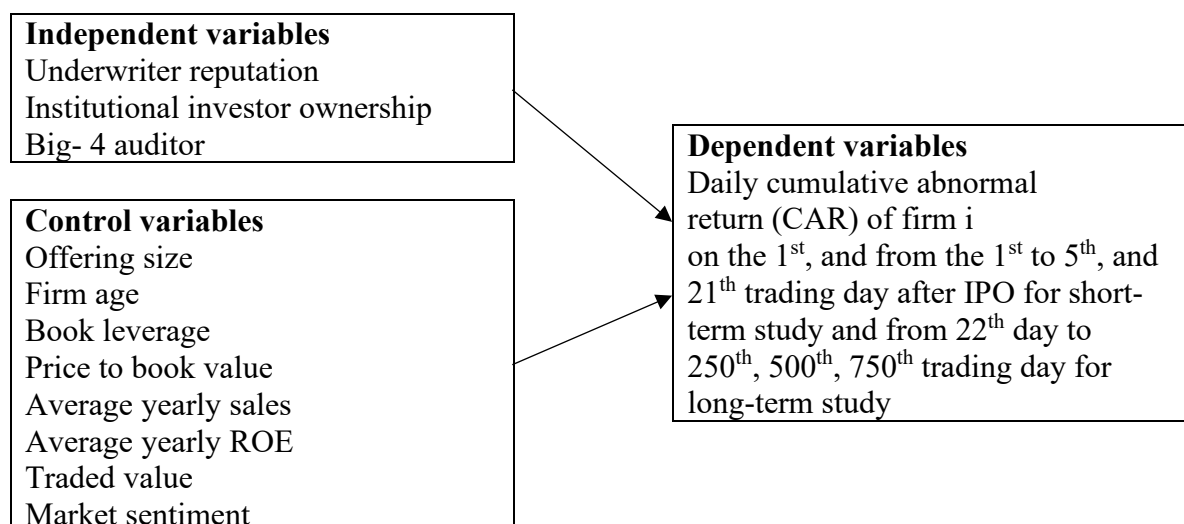 Independent variables
Underwriter reputation
Institutional investor ownership
Big- 4 auditor
Control variables
Offering size
Firm age
Book leverage
Price to book value
Average yearly sales
Average yearly ROE
Traded value
Market sentiment
Dependent variables
Daily cumulative abnormal
return (CAR) of firm i
on the 1st, and from the 1st to 5th, and
21th trading day after IPO for short-
term study and from 22th day to
250th, 500th, 750th trading day for
long-term study